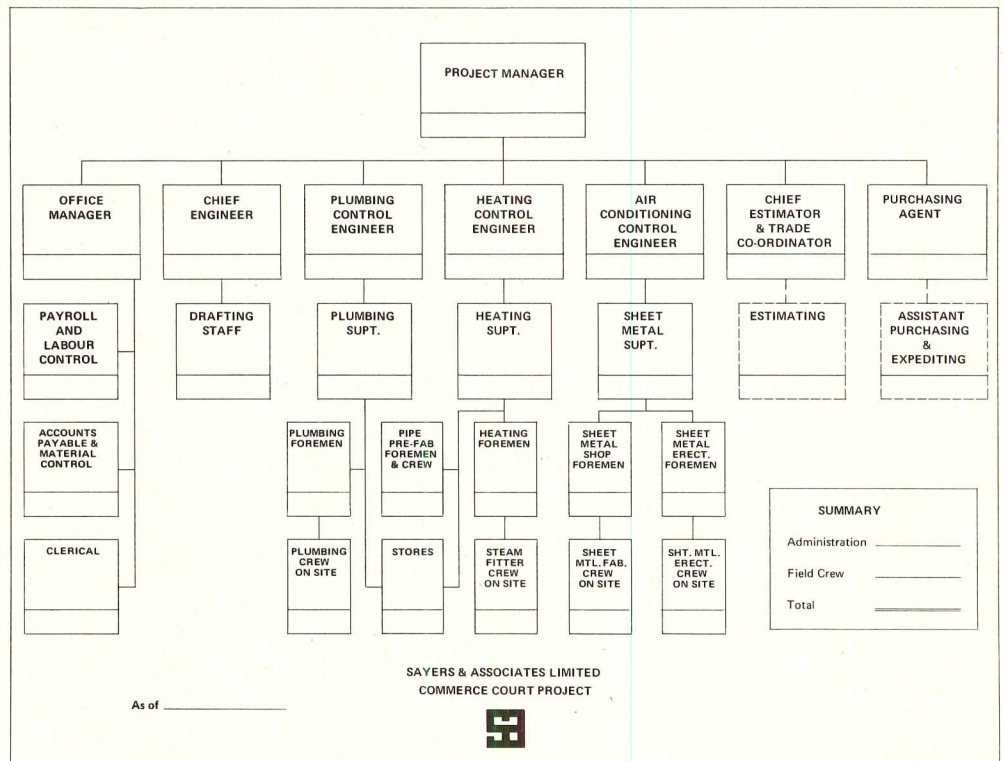 PROJECT MANAGER
OFFICE
MANAGER
CHIEF
ENGINEER
PLUMBING
CONTROL
ENGINEER
HEATING
CONTROL
ENGINEER
AIR
CONDITIONING
CONTROL
ENGINEER
CHIEF
ESTIMATOR
& TRADE
CO-ORDINATOR
PURCHASING
AGENT
PAYROLL
AND
LABOUR
CONTROL
DRAFTING
STAFF
PLUMBING
SUPT.
HEATING
SUPT.
SHEET
METAL
SUPT.
ESTIMATING
ASSISTANT
PURCHASING
&
EXPEDITING
ACCOUNTS
PAYABLE &
MATERIAL
CONTROL
PLUMBING
FOREMEN
PIPE
PRE-FAB
FOREMEN
& CREW
HEATING
FOREMEN
SHEET
METAL
SHOP
FOREMEN
SHEET
METAL
ERECT.
FOREMEN
CLERICAL
PLUMBING
CREW
ON SITE
STORES
STEAM
FITTER
CREW
ON SITE
SHEET
MTL. FAB.
CREW
ON SITE
SHT. MTL.
ERECT.
CREW
ON SITE
SUMMARY
Administration
Field Crew
Total
SAYERS & ASSOCIATES LIMITED
COMMERCE COURT PROJECT
As of